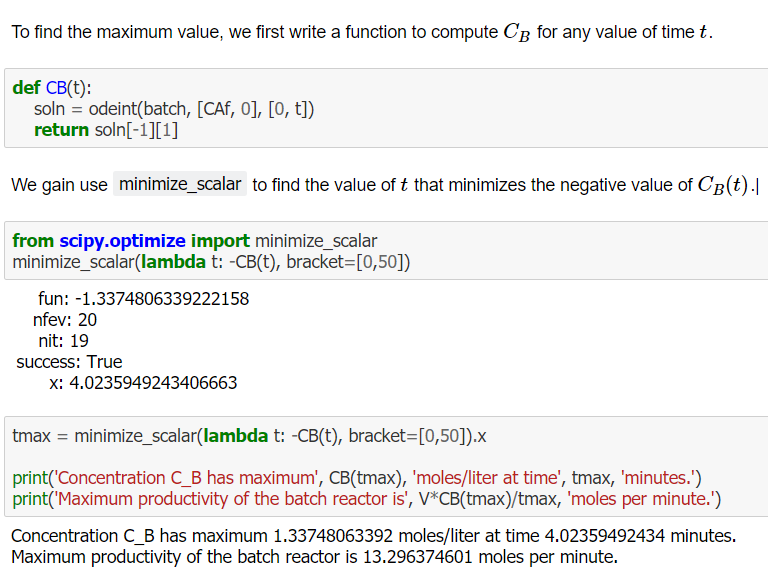 To find the maximum value, we first write a function to compute C_B for any value of time t.
def CB(t):
    soln = odeint(batch, [CAf, 0], [0, t])
    return soln[-1][1]
We gain use minimize_scalar to find the value of t that minimizes the negative value of C_B(t).
from scipy.optimize import minimize_scalar
minimize_scalar(lambda t: -CB(t), bracket=[0,50])
fun: -1.3374806339222158
nfev: 20
nit: 19
success: True
x: 4.0235949243406663
tmax = minimize_scalar(lambda t: -CB(t), bracket=[0,50]).x
print('Concentration C_B has maximum', CB(tmax), 'moles/liter at time', tmax, 'minutes.')
print('Maximum productivity of the batch reactor is', V*CB(tmax)/tmax, 'moles per minute.')
Concentration C_B has maximum 1.33748063392 moles/liter at time 4.02359492434 minutes.
Maximum productivity of the batch reactor is 13.296374601 moles per minute.